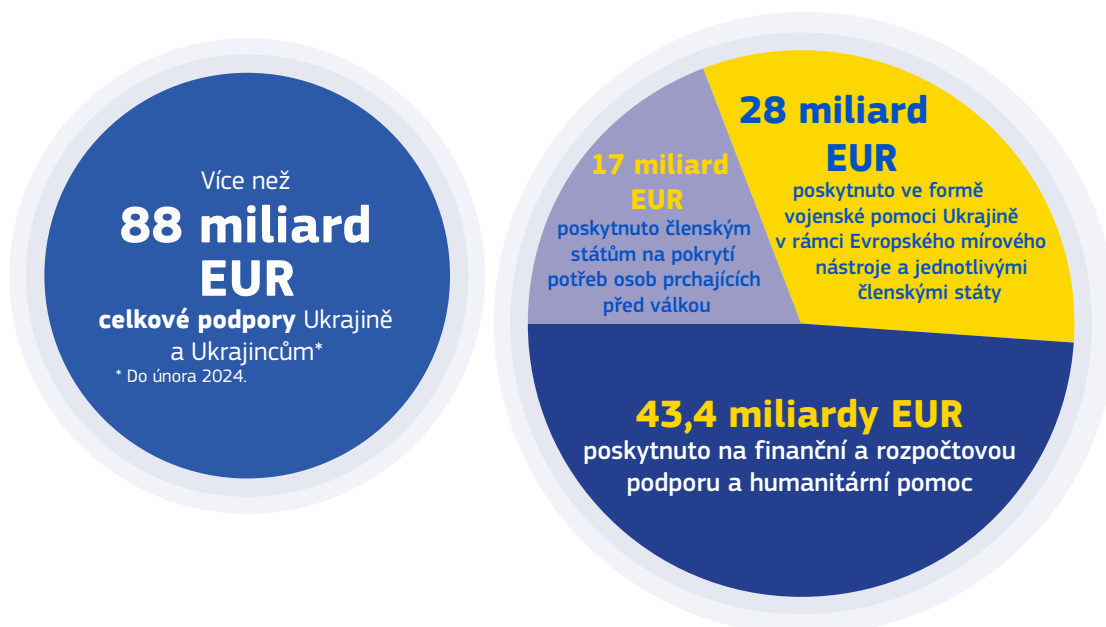 Více než
88 miliard
EUR
celkové podpory Ukrajině
a Ukrajincům*
* Do února 2024.
17 miliard
EUR
poskytnuto členským
státům na pokrytí
potřeb osob prchajících
před válkou
28 miliard
EUR
poskytnuto ve formě
vojenské pomoci Ukrajině
v rámci Evropského mírového
nástroje a jednotlivými
členskými státy
43,4 miliardy EUR
poskytnuto na finanční a rozpočtovou
podporu a humanitární pomoc